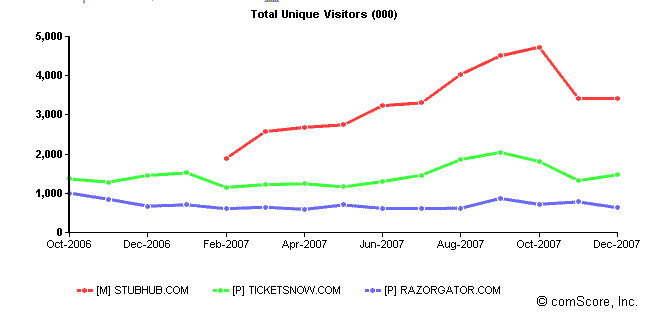 Total Unique Visitors (000)
5,000
4,000
3,000
2,000
1,000
0
Oct-2006 Dec-2006 Feb-2007 Apr-2007 Jun-2007 Aug-2007 Oct-2007 Dec-2007
[M] STUBHUB.COM [P] TICKETSNOW.COM [P] RAZORGATOR.COM
© comScore, Inc.